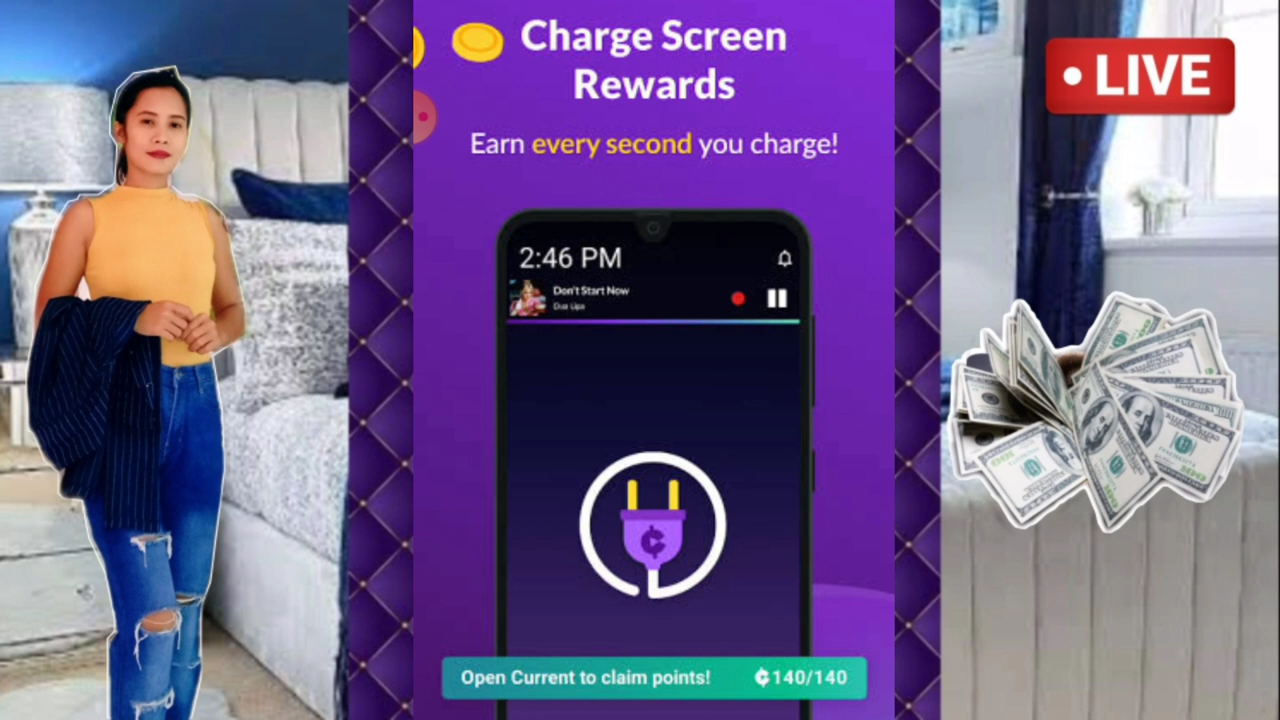 Charge Screen
Rewards
Earn every second you charge!
• LIVE
2:46 PM
Don't Start Now
Dua Lipa
Open Current to claim points!
140/140